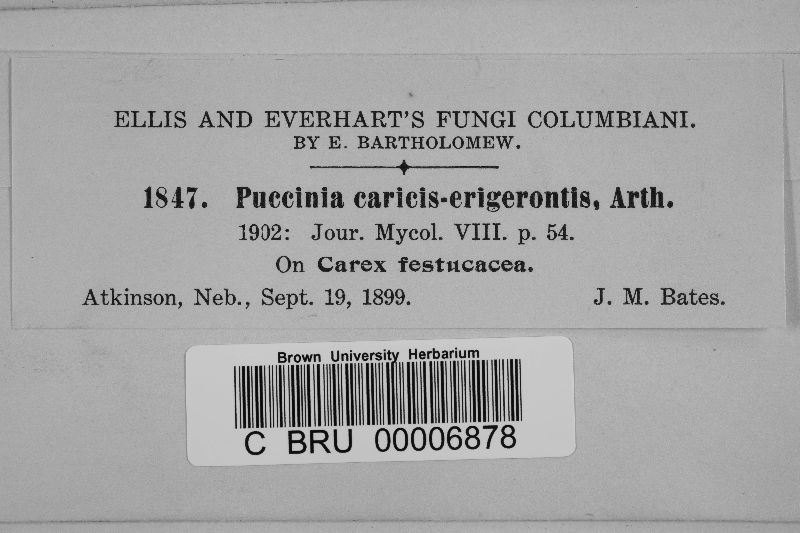 ELLIS AND EVERHART'S FUNGI COLUMBIANI.
BY E. BARTHOLOMEW.
1847. Puccinia caricis-erigerontis, Arth.
1902: Jour. Mycol. VIII. p. 54.
On Carex festucacea.
Atkinson, Neb., Sept. 19, 1899. J. M. Bates.
Brown University Herbarium
C BRU 00006878